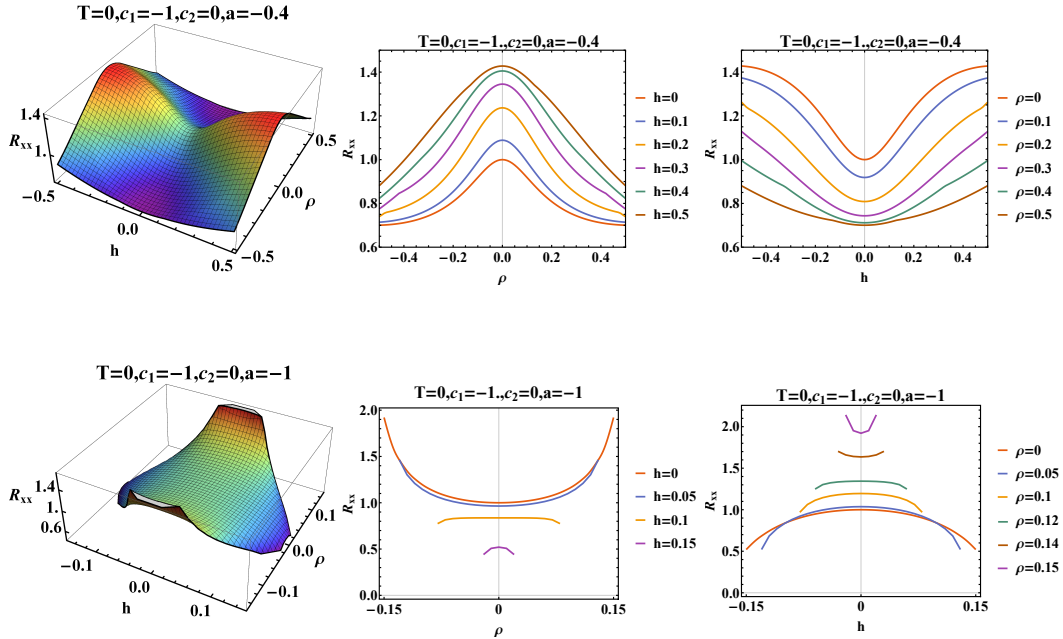 T=0,c₁=−1,c₂=0,a=−0.4
1.4
R_xx
1.
−0.5
0.0
h
0.5
−0.5
0.0
ρ
0.5
T=0,c₁=−1.,c₂=0,a=−0.4
1.4
1.2
R_xx
1.0
0.8
0.6
−0.4
−0.2
0.0
0.2
0.4
ρ
h=0
h=0.1
h=0.2
h=0.3
h=0.4
h=0.5
T=0,c₁=−1.,c₂=0,a=−0.4
1.4
1.2
R_xx
1.0
0.8
0.6
−0.4
−0.2
0.0
0.2
0.4
h
ρ=0
ρ=0.1
ρ=0.2
ρ=0.3
ρ=0.4
ρ=0.5
T=0,c₁=−1,c₂=0,a=−1
1.4
R_xx
1
0.6
−0.1
0.0
h
0.1
−0.1
0.0
ρ
0.1
T=0,c₁=−1.,c₂=0,a=−1
2.0
1.5
R_xx
1.0
0.5
0.0
−0.15
0
0.15
ρ
h=0
h=0.05
h=0.1
h=0.15
T=0,c₁=−1.,c₂=0,a=−1
2.0
1.5
R_xx
1.0
0.5
0.0
−0.15
0
0.15
h
ρ=0
ρ=0.05
ρ=0.1
ρ=0.12
ρ=0.14
ρ=0.15